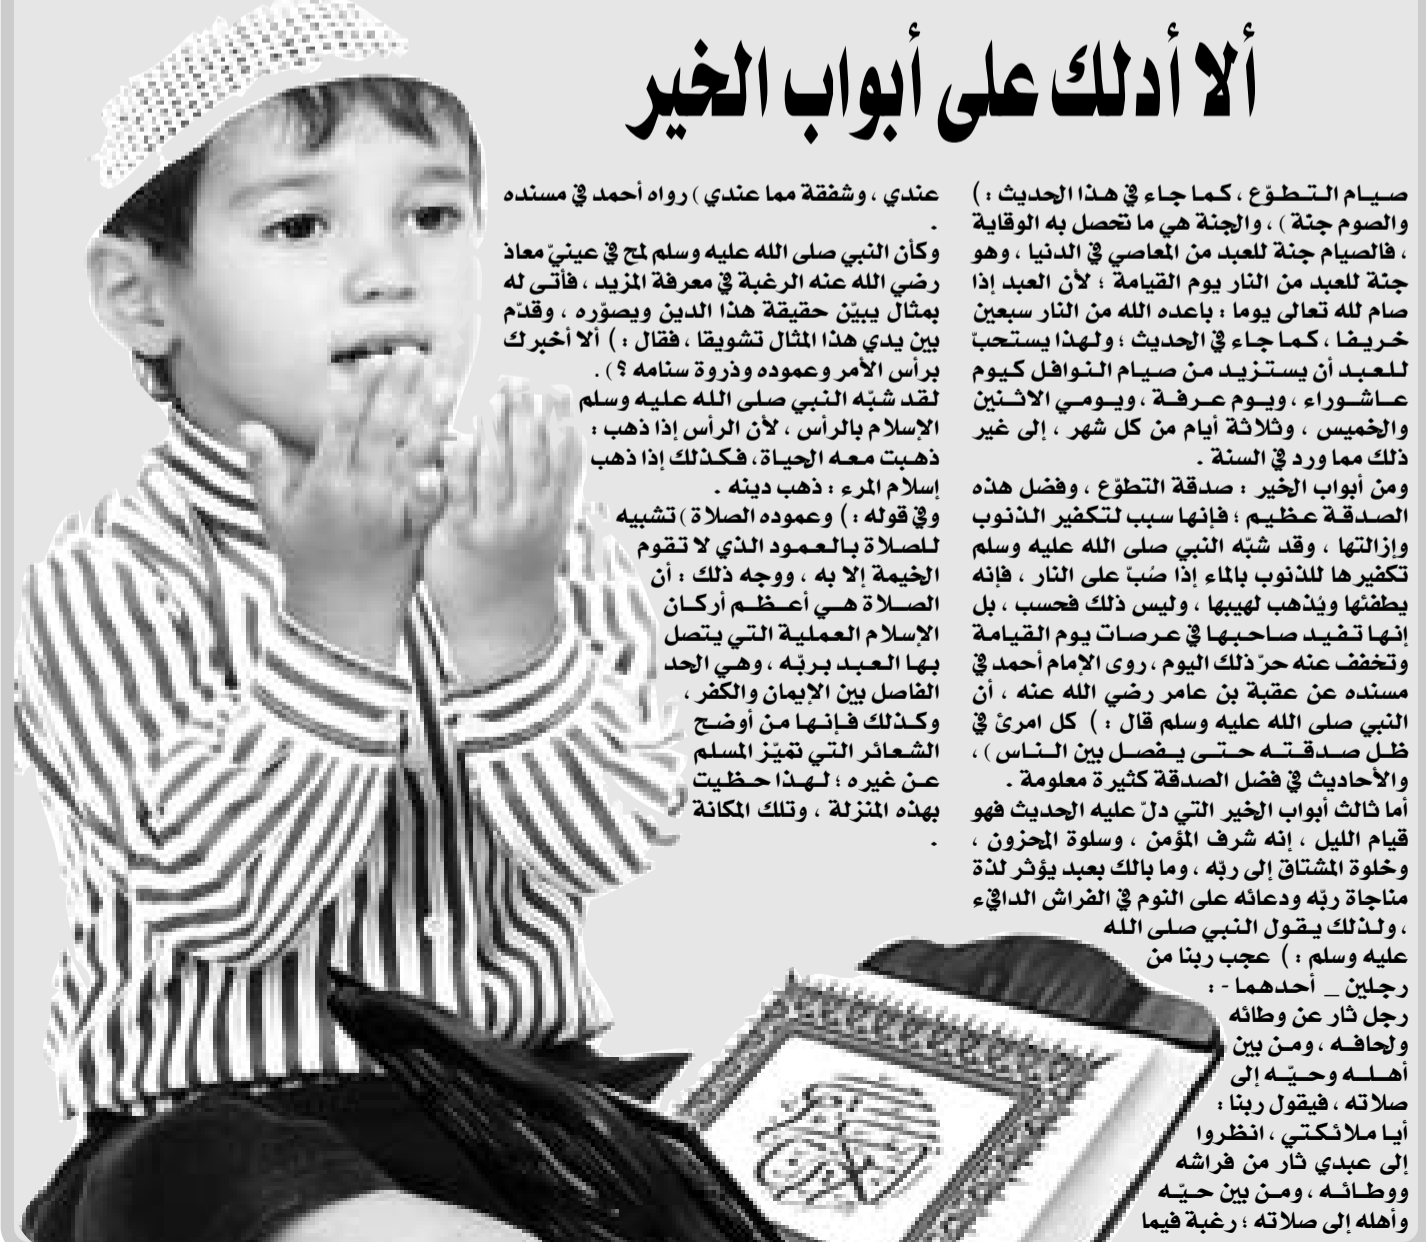 ألا أدلك على أبواب الخير
صيام التطوّع ، كما جاء في هذا الحديث : )
والصوم جنة ) ، والجنة هي ما تحصل به الوقاية
، فالصيام جنة للعبد من المعاصي في الدنيا ، وهو
جنة للعبد من النار يوم القيامة ؛ لأن العبد إذا
صام لله تعالى يوما : باعده الله من النار سبعين
خريفا ، كما جاء في الحديث ؛ ولهذا يستحبّ
للعبد أن يستزيد من صيام النوافل كيوم
عاشوراء ، ويوم عرفة ، ويومي الاثنين
والخميس ، وثلاثة أيام من كل شهر ، إلى غير
ذلك مما ورد في السنة .
ومن أبواب الخير : صدقة التطوّع ، وفضل هذه
الصدقة عظيم ؛ فإنها سبب لتكفير الذنوب
وإزالتها ، وقد شبّه النبي صلى الله عليه وسلم
تكفيرها للذنوب بالماء إذا صُبّ على النار ، فإنه
يطفئها ويُذهب لهيبها ، وليس ذلك فحسب ، بل
إنها تفيد صاحبها في عرصات يوم القيامة
وتخفف عنه حرّ ذلك اليوم ، روى الإمام أحمد في
مسنده عن عقبة بن عامر رضي الله عنه ، أن
النبي صلى الله عليه وسلم قال : ) كل امرئ في
ظل صدقته حتى يفصل بين الناس ) ،
والأحاديث في فضل الصدقة كثيرة معلومة .
أما ثالث أبواب الخير التي دلّ عليه الحديث فهو
قيام الليل ، إنه شرف المؤمن ، وسلوة المحزون ،
وخلوة المشتاق إلى ربّه ، وما بالك بعبد يؤثر لذة
مناجاة ربّه ودعائه على النوم في الفراش الدافيء
، ولذلك يقول النبي صلى الله
عليه وسلم : ) عجب ربنا من
رجلين _ أحدهما - :
رجل ثار عن وطائه
ولحافه ، ومن بين
أهله وحيّه إلى
صلاته ، فيقول ربنا :
أيا ملائكتي ، انظروا
إلى عبدي ثار من فراشه
ووطائه ، ومن بين حيّه
وأهله إلى صلاته ؛ رغبة فيما
عندي ، وشفقة مما عندي ) رواه أحمد في مسنده
.
وكأن النبي صلى الله عليه وسلم لمح في عينيّ معاذ
رضي الله عنه الرغبة في معرفة المزيد ، فأتى له
بمثال يبيّن حقيقة هذا الدين ويصوّره ، وقدّم
بين يدي هذا المثال تشويقا ، فقال : ) ألا أخبرك
برأس الأمر وعموده وذروة سنامه ؟) .
لقد شبّه النبي صلى الله عليه وسلم
الإسلام بالرأس ، لأن الرأس إذا ذهب :
ذهبت معه الحياة، فكذلك إذا ذهب
إسلام المرء : ذهب دينه .
وفي قوله : ) وعموده الصلاة ) تشبيه
للصلاة بالعمود الذي لا تقوم
الخيمة إلا به ، ووجه ذلك : أن
الصلاة هي أعظم أركان
الإسلام العملية التي يتصل
بها العبد بربّه ، وهي الحد
الفاصل بين الإيمان والكفر ،
وكذلك فإنها من أوضح
الشعائر التي تميّز المسلم
عن غيره ؛ لهذا حظيت
بهذه المنزلة ، وتلك المكانة
.
القرآن الكريم